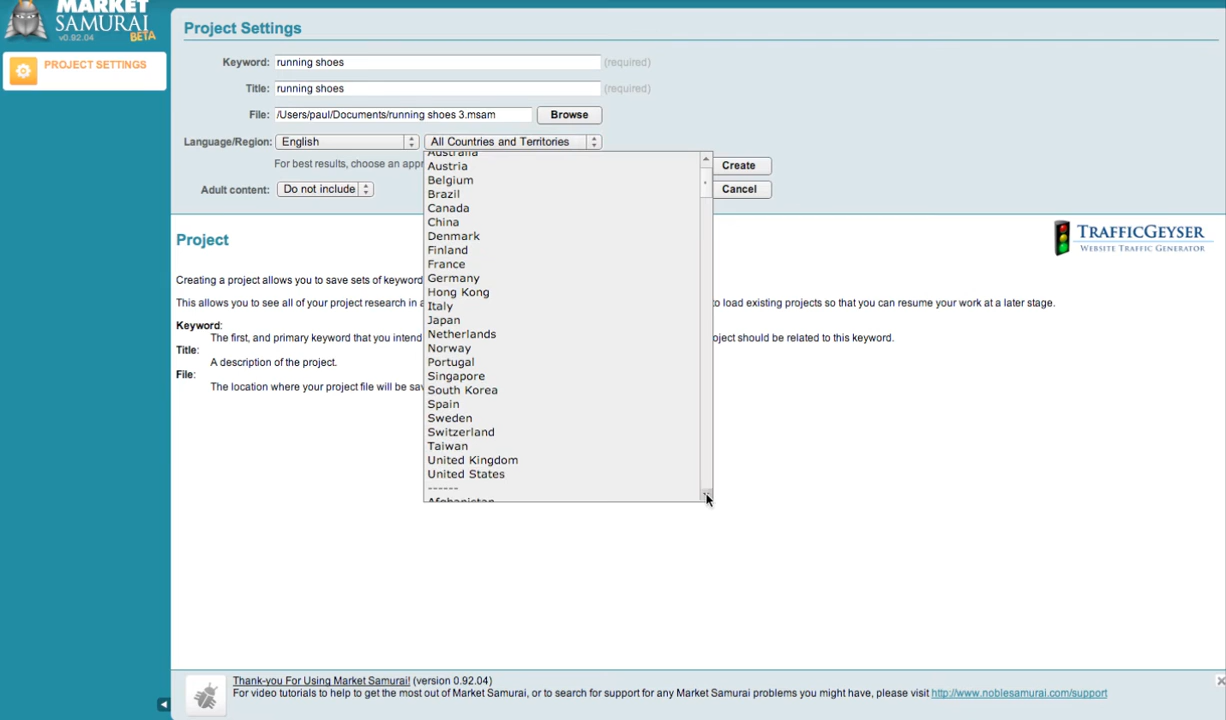 MARKET
SAMURAI
v0.92.04
BETA
PROJECT SETTINGS
Project Settings
Keyword: running shoes (required)
Title: running shoes (required)
File: /Users/paul/Documents/running shoes 3.msam Browse
Language/Region: English All Countries and Territories
For best results, choose an
Adult content: Do not include
Create
Cancel
Australia
Austria
Belgium
Brazil
Canada
China
Denmark
Finland
France
Germany
Hong Kong
Italy
Japan
Netherlands
Norway
Portugal
Singapore
South Korea
Spain
Sweden
Switzerland
Taiwan
United Kingdom
United States
------
Afghanistan
Project
TRAFFICGEYSER
WEBSITE TRAFFIC GENERATOR
Creating a project allows you to save sets of keyword
This allows you to see all of your project research in to load existing projects so that you can resume your work at a later stage.
Keyword:
The first, and primary keyword that you intend should be related to this keyword.
Title:
A description of the project.
File:
The location where your project file will be
Thank-you For Using Market Samurai! (version 0.92.04)
For video tutorials to help to get the most out of Market Samurai, or to search for support for any Market Samurai problems you might have, please visit http://www.noblesamurai.com/support